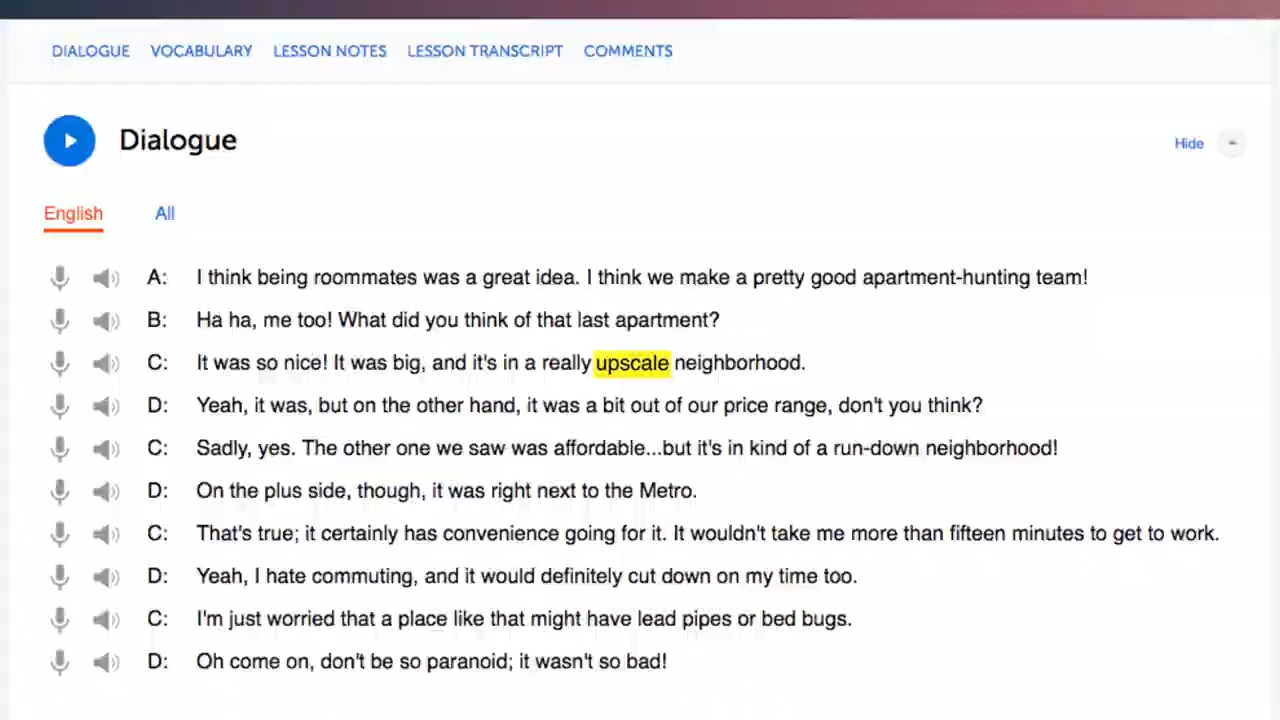 DIALOGUE VOCABULARY LESSON NOTES LESSON TRANSCRIPT COMMENTS
Dialogue
Hide
English All
A: I think being roommates was a great idea. I think we make a pretty good apartment-hunting team!
B: Ha ha, me too! What did you think of that last apartment?
C: It was so nice! It was big, and it's in a really upscale neighborhood.
D: Yeah, it was, but on the other hand, it was a bit out of our price range, don't you think?
C: Sadly, yes. The other one we saw was affordable...but it's in kind of a run-down neighborhood!
D: On the plus side, though, it was right next to the Metro.
C: That's true; it certainly has convenience going for it. It wouldn't take me more than fifteen minutes to get to work.
D: Yeah, I hate commuting, and it would definitely cut down on my time too.
C: I'm just worried that a place like that might have lead pipes or bed bugs.
D: Oh come on, don't be so paranoid; it wasn't so bad!